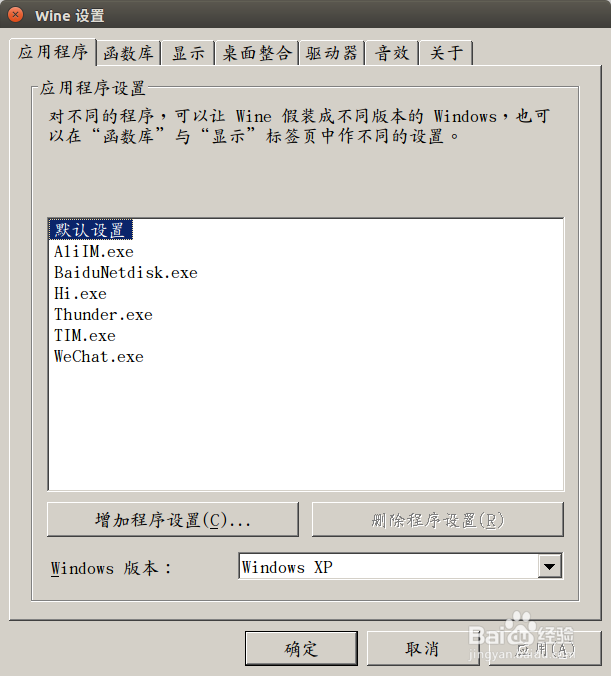 Wine 设置
应用程序 函数库 显示 桌面整合 驱动器 音效 关于
应用程序设置
对不同的程序，可以让 Wine 假装成不同版本的 Windows，也可
以在“函数库”与“显示”标签页中作不同的设置。
默认设置
AliIM.exe
BaiduNetdisk.exe
Hi.exe
Thunder.exe
TIM.exe
WeChat.exe
增加程序设置(C)... 删除程序设置(R)
Windows 版本： Windows XP
确定 取消 应用(A)
Baidu 经验
jingyan.baidu.com